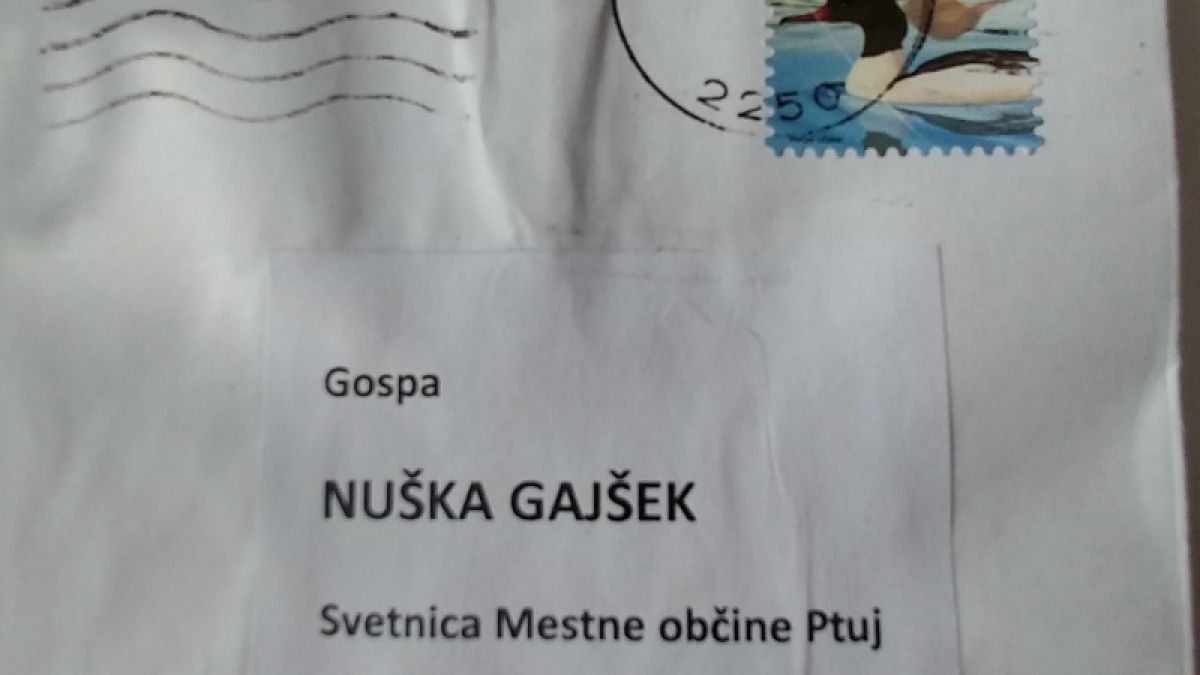 2250
Gospa
NUŠKA GAJŠEK
Svetnica Mestne občine Ptuj